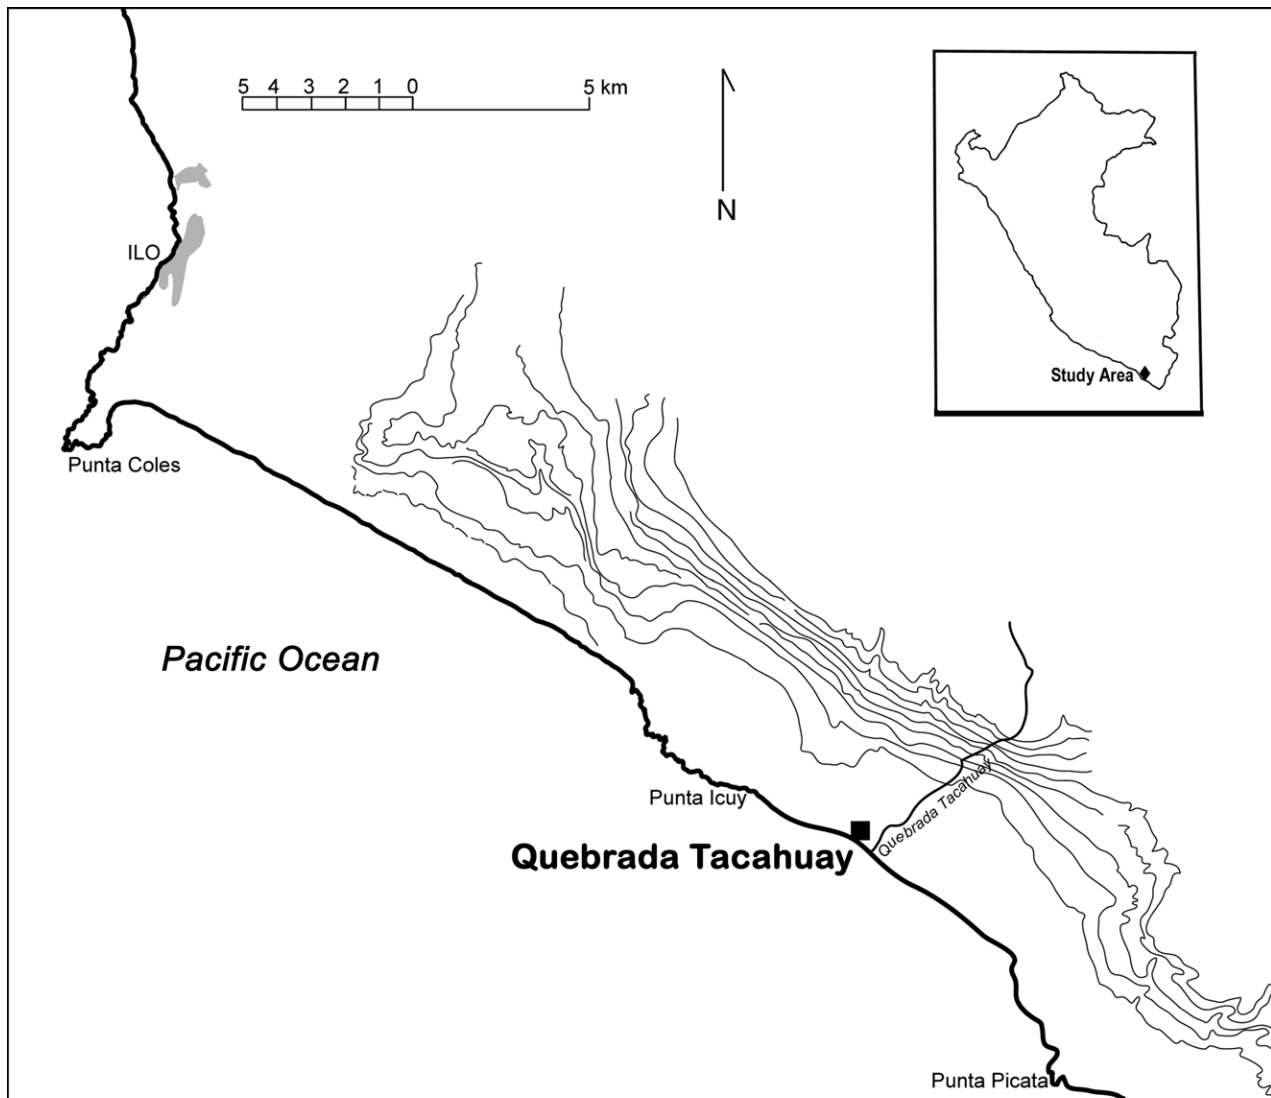 5 4 3 2 1 0 5 km
N
ILO
Study Area
Punta Coles
Pacific Ocean
Punta Icuy
Quebrada Tacahuay
Quebrada Tacahuay
Punta Picata